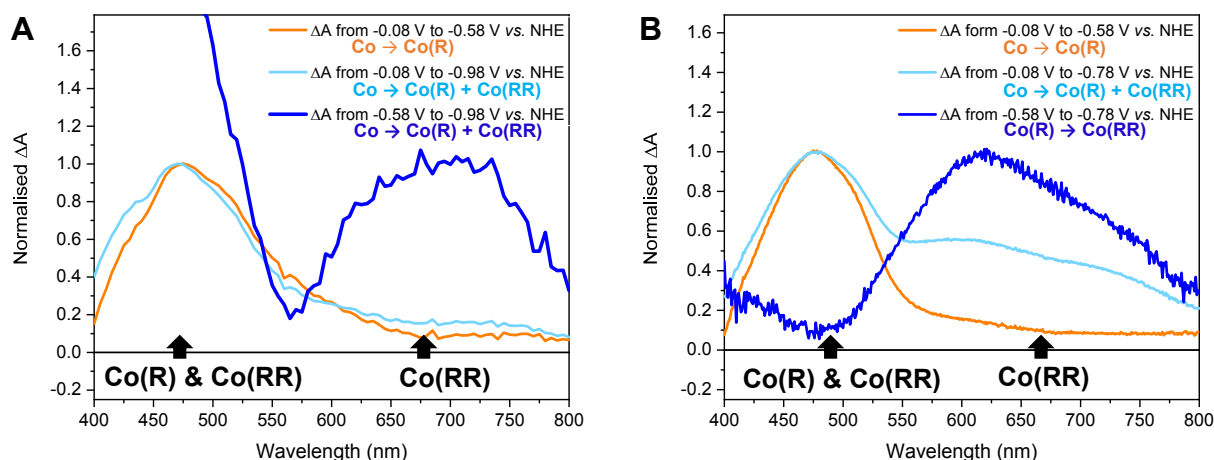 A
ΔA from -0.08 V to -0.58 V vs. NHE
Co → Co(R)
ΔA from -0.08 V to -0.98 V vs. NHE
Co → Co(R) + Co(RR)
ΔA from -0.58 V to -0.98 V vs. NHE
Co → Co(R) + Co(RR)
Normalised ΔA
1.6
1.4
1.2
1.0
0.8
0.6
0.4
0.2
0.0
-0.2
Co(R) & Co(RR)
Co(RR)
400 450 500 550 600 650 700 750 800
Wavelength (nm)
B
ΔA from -0.08 V to -0.58 V vs. NHE
Co → Co(R)
ΔA from -0.08 V to -0.78 V vs. NHE
Co → Co(R) + Co(RR)
ΔA from -0.58 V to -0.78 V vs. NHE
Co(R) → Co(RR)
Normalised ΔA
1.6
1.4
1.2
1.0
0.8
0.6
0.4
0.2
0.0
-0.2
Co(R) & Co(RR)
Co(RR)
400 450 500 550 600 650 700 750 800
Wavelength (nm)